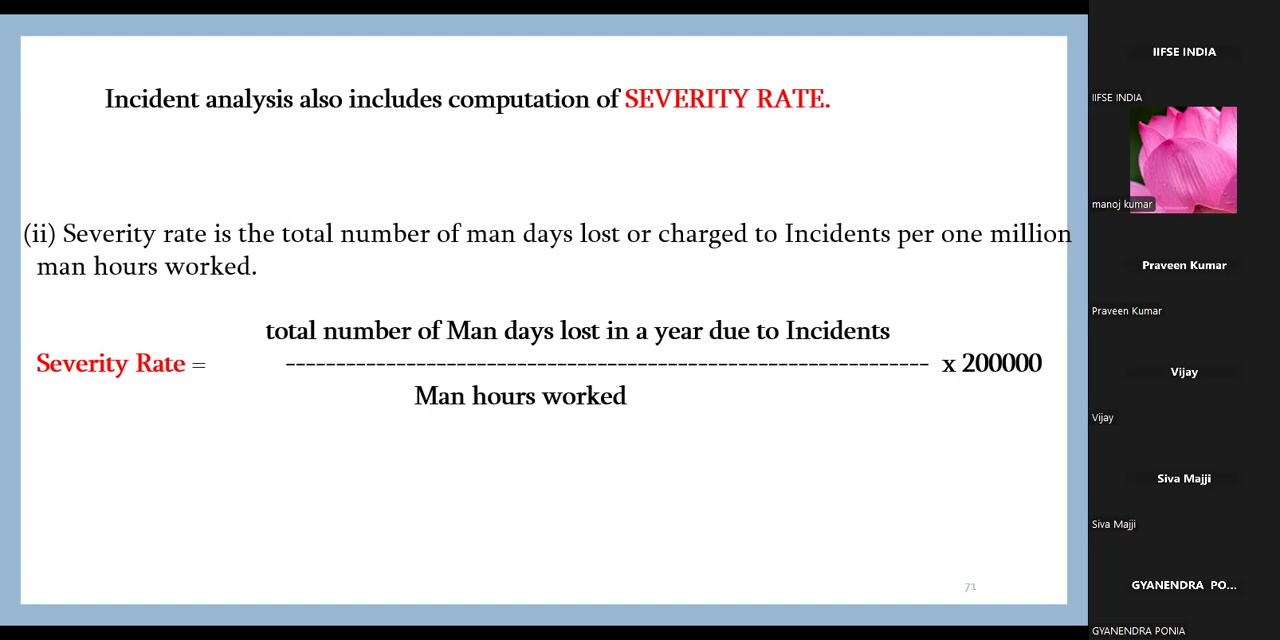 Incident analysis also includes computation of SEVERITY RATE.
(ii) Severity rate is the total number of man days lost or charged to Incidents per one million
man hours worked.
total number of Man days lost in a year due to Incidents
Severity Rate = ------------------------------------------------------------- x 200000
Man hours worked
71
IIFSE INDIA
IIFSE INDIA
manoj kumar
Praveen Kumar
Praveen Kumar
Vijay
Vijay
Siva Majji
Siva Majji
GYANENDRA PO...
GYANENDRA PONIA